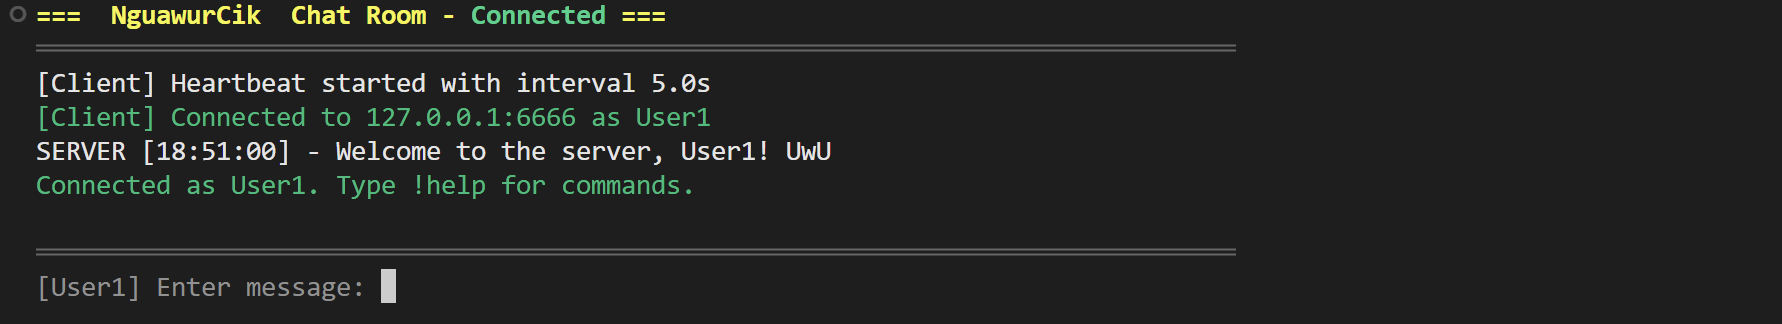 === NguawurCik Chat Room - Connected ===
[Client] Heartbeat started with interval 5.0s
[Client] Connected to 127.0.0.1:6666 as User1
SERVER [18:51:00] - Welcome to the server, User1! UwU
Connected as User1. Type !help for commands.
[User1] Enter message: